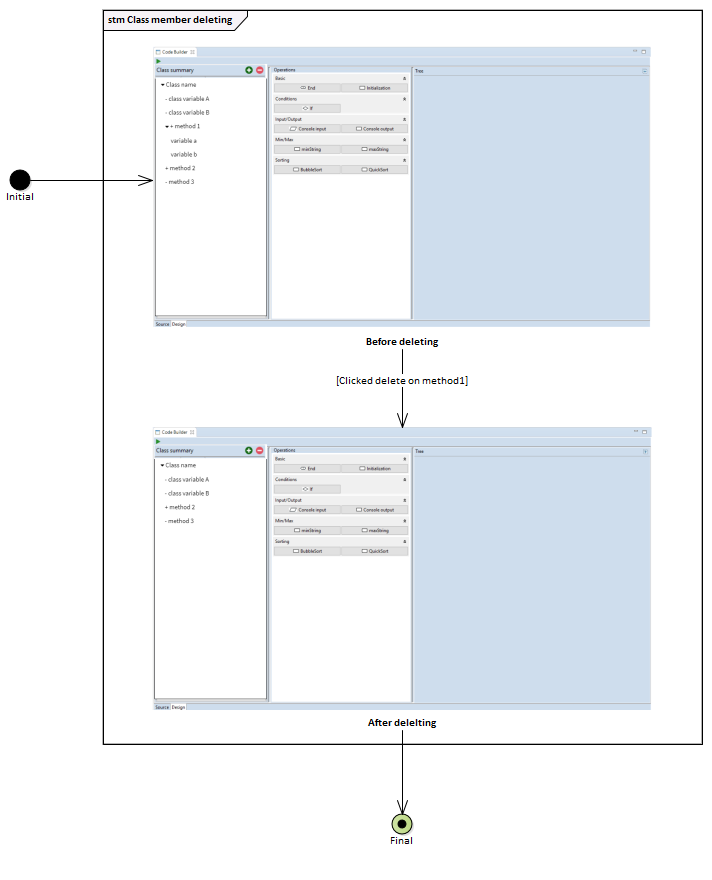 stm Class member deleting
Code Builder
Class summary
Class name
- class variable A
- class variable B
+ method 1
variable a
variable b
+ method 2
- method 3
Operations
Basic
End
Initialization
Conditions
If
Input/Output
Console input
Console output
Min/Max
minString
maxString
Sorting
BubbleSort
QuickSort
Tree
Source
Design
Initial
Before deleting
[Clicked delete on method1]
Code Builder
Class summary
Class name
- class variable A
- class variable B
+ method 2
- method 3
Operations
Basic
End
Initialization
Conditions
If
Input/Output
Console input
Console output
Min/Max
minString
maxString
Sorting
BubbleSort
QuickSort
Tree
Source
Design
After delelting
Final